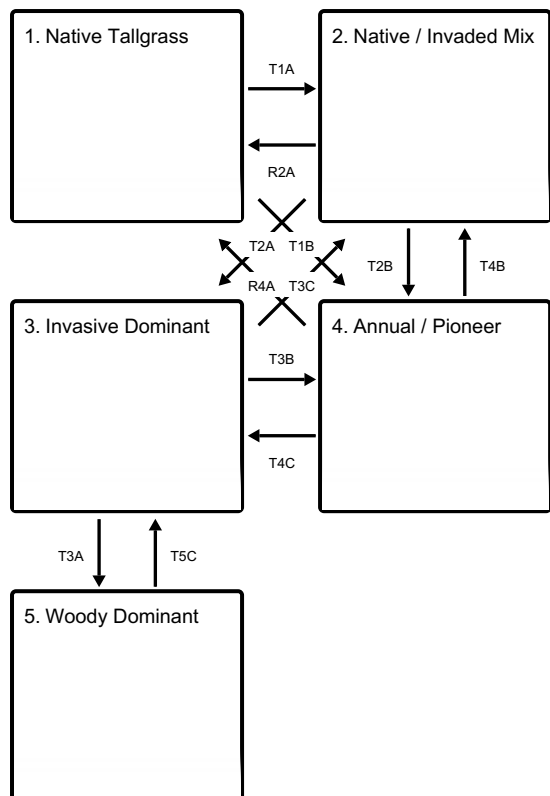 1. Native Tallgrass
2. Native / Invaded Mix
T1A
R2A
T2A
T1B
T2B
T4B
R4A
T3C
3. Invasive Dominant
4. Annual / Pioneer
T3B
T4C
T3A
T5C
5. Woody Dominant